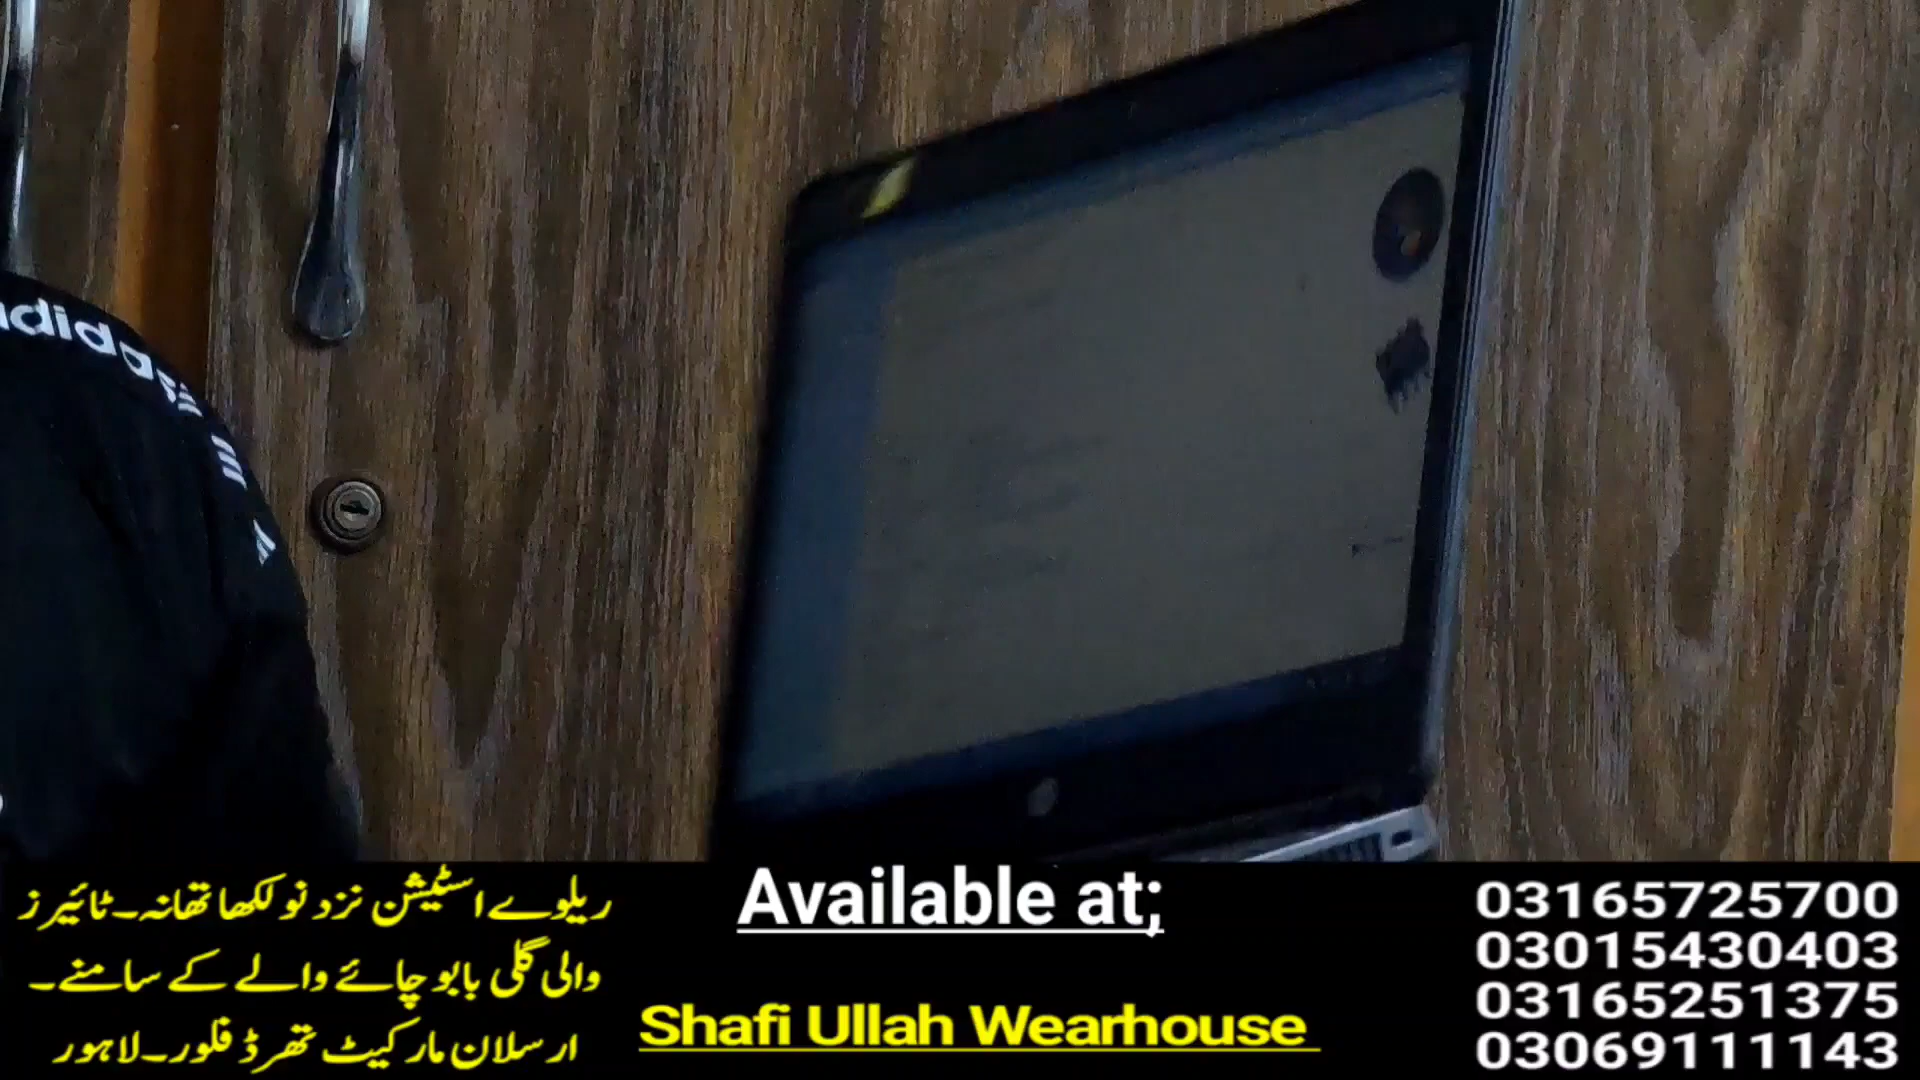 adidas
ریلوے اسٹیشن نزد نولکھا تھانہ۔ٹائیرز
والی گلی بابو چائے والے کے سامنے۔
ارسلان مارکیٹ تھرڈ فلور۔لاہور
Available at;
Shafi Ullah Wearhouse
03165725700
03015430403
03165251375
03069111143